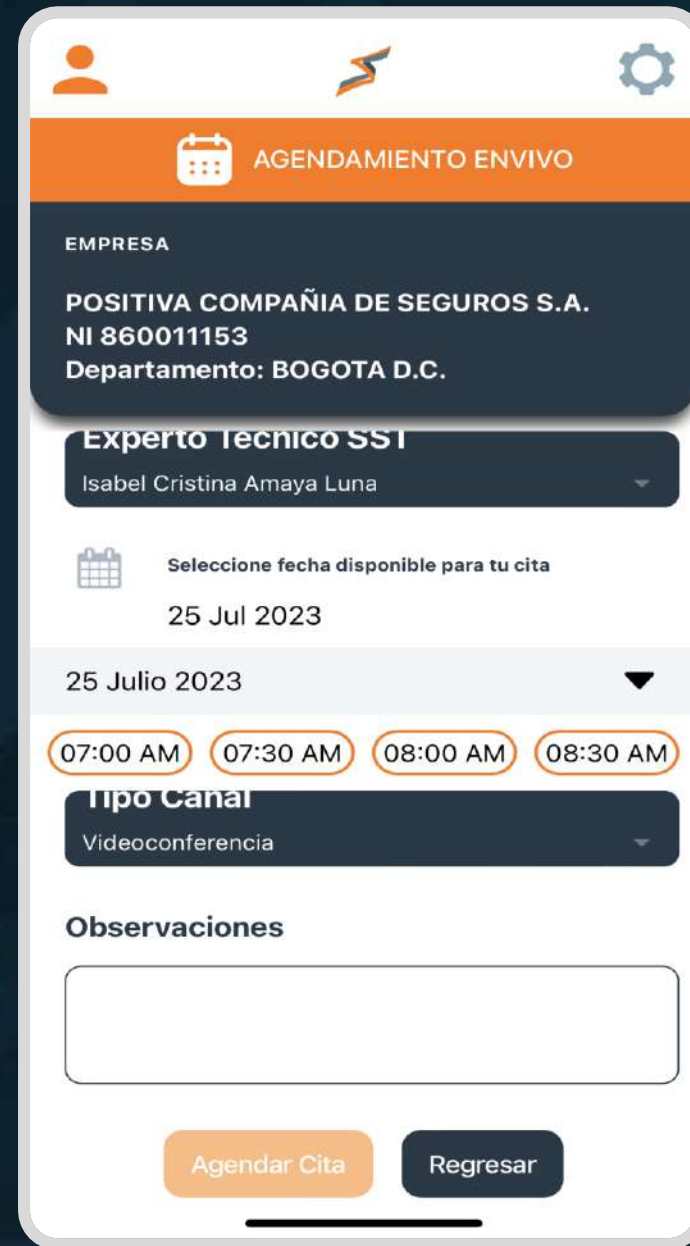 AGENDAMIENTO ENVIVO
EMPRESA
POSITIVA COMPAÑIA DE SEGUROS S.A.
NI 860011153
Departamento: BOGOTA D.C.
Experto Tecnico SST
Isabel Cristina Amaya Luna
Seleccione fecha disponible para tu cita
25 Jul 2023
25 Julio 2023
07:00 AM 07:30 AM 08:00 AM 08:30 AM
Tipo Canal
Videoconferencia
Observaciones
Agendar Cita Regresar